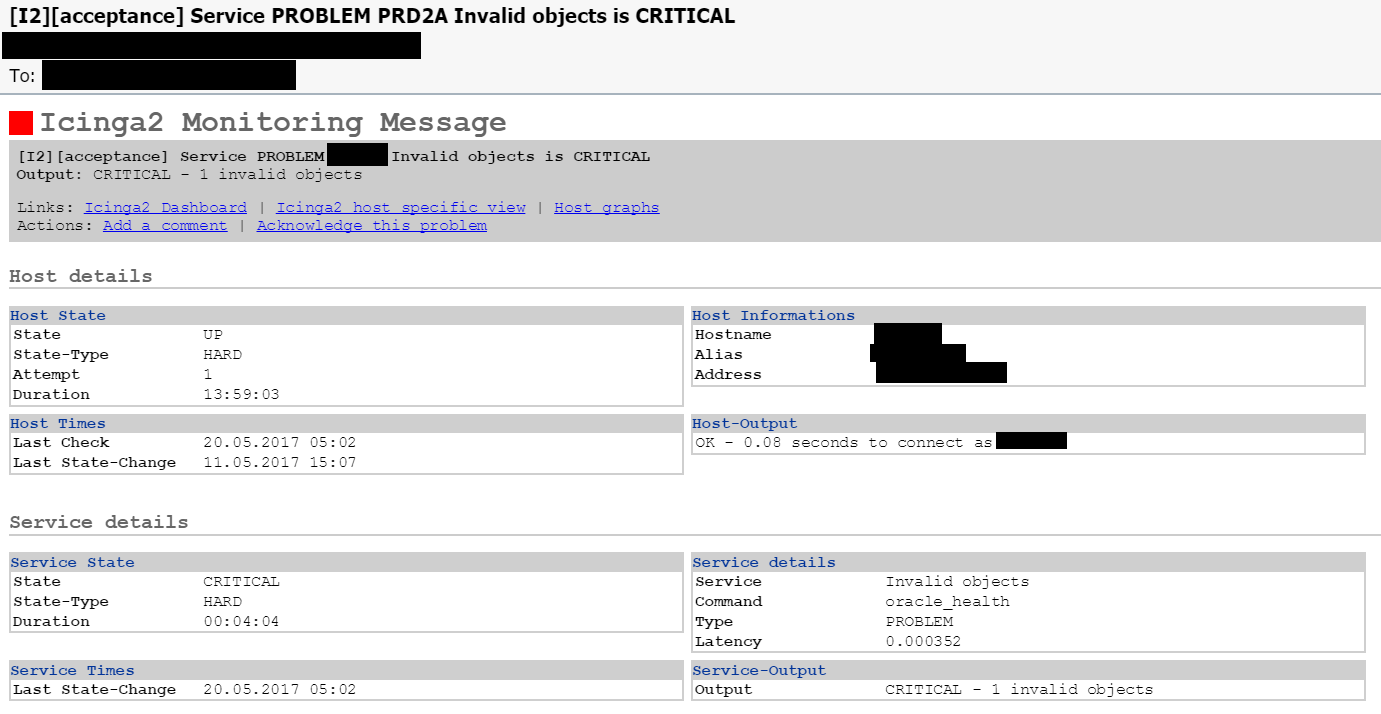 [I2][acceptance] Service PROBLEM PRD2A Invalid objects is CRITICAL
To:
Icinga2 Monitoring Message
[I2][acceptance] Service PROBLEM Invalid objects is CRITICAL
Output: CRITICAL - 1 invalid objects
Links: Icinga2 Dashboard | Icinga2 host specific view | Host graphs
Actions: Add a comment | Acknowledge this problem
Host details
Host State
State UP
State-Type HARD
Attempt 1
Duration 13:59:03
Host Informations
Hostname
Alias
Address
Host Times
Last Check 20.05.2017 05:02
Last State-Change 11.05.2017 15:07
Host-Output
OK - 0.08 seconds to connect as
Service details
Service State
State CRITICAL
State-Type HARD
Duration 00:04:04
Service details
Service Invalid objects
Command oracle_health
Type PROBLEM
Latency 0.000352
Service Times
Last State-Change 20.05.2017 05:02
Service-Output
Output CRITICAL - 1 invalid objects